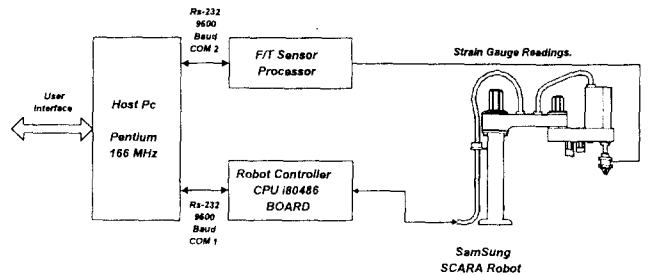 Rs-232
9600
Baud
COM 2
F/T Sensor
Processor
Strain Gauge Readings.
User
Interface
Host Pc
Pentium
166 MHz
Robot Controller
CPU i80486
BOARD
Rs-232
9600
Baud
COM 1
SamSung
SCARA Robot